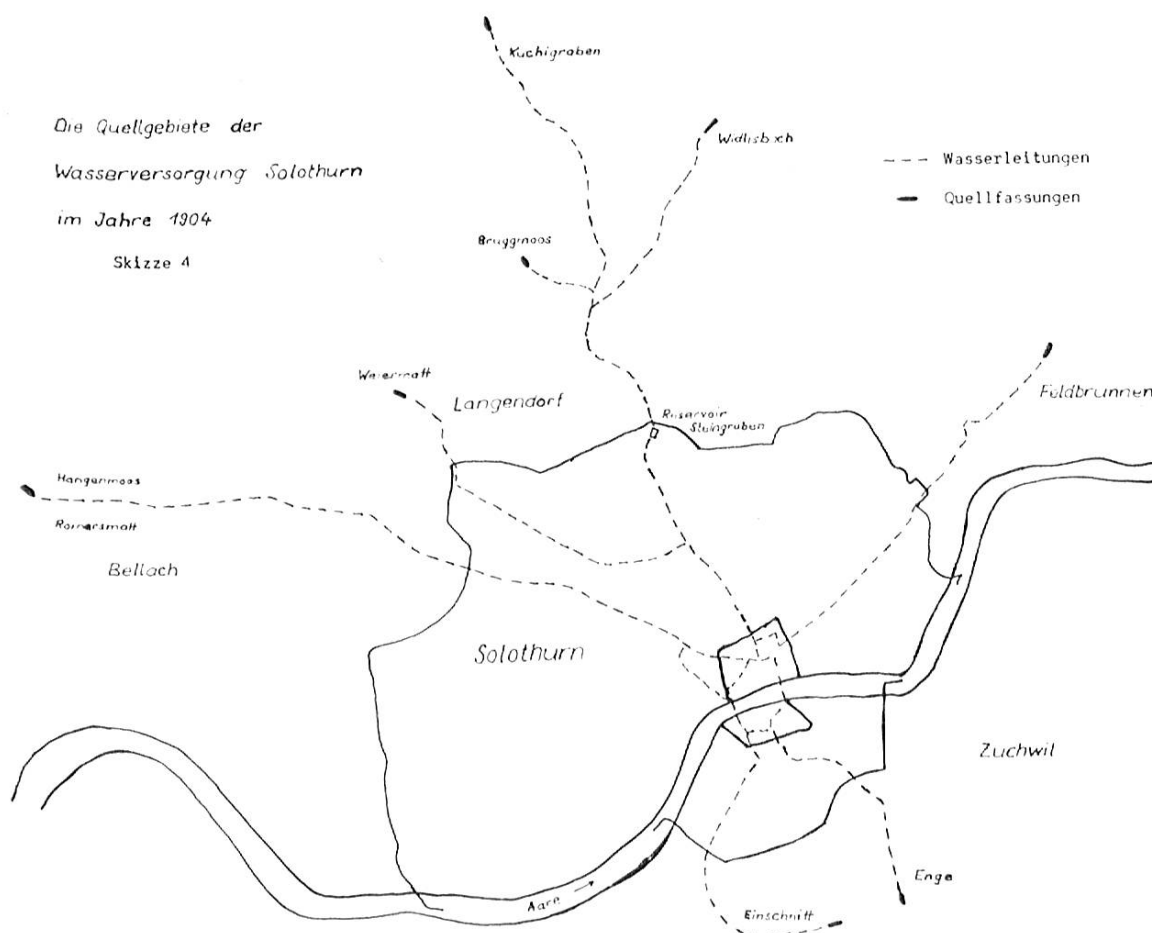 Kuchigraben
Die Quellgebiete der
Wasserversorgung Solothurn
im Jahre 1904
Skizze 4
Widlisbach
--- Wasserleitungen
Quellfassungen
Bruggmoos
Weiermatt
Langendorf
Reservoir
Steingruben
Feldbrunnen
Hangenmoos
Bellach
Solothurn
Zuchwil
Aare →
Enge
Einschnitt